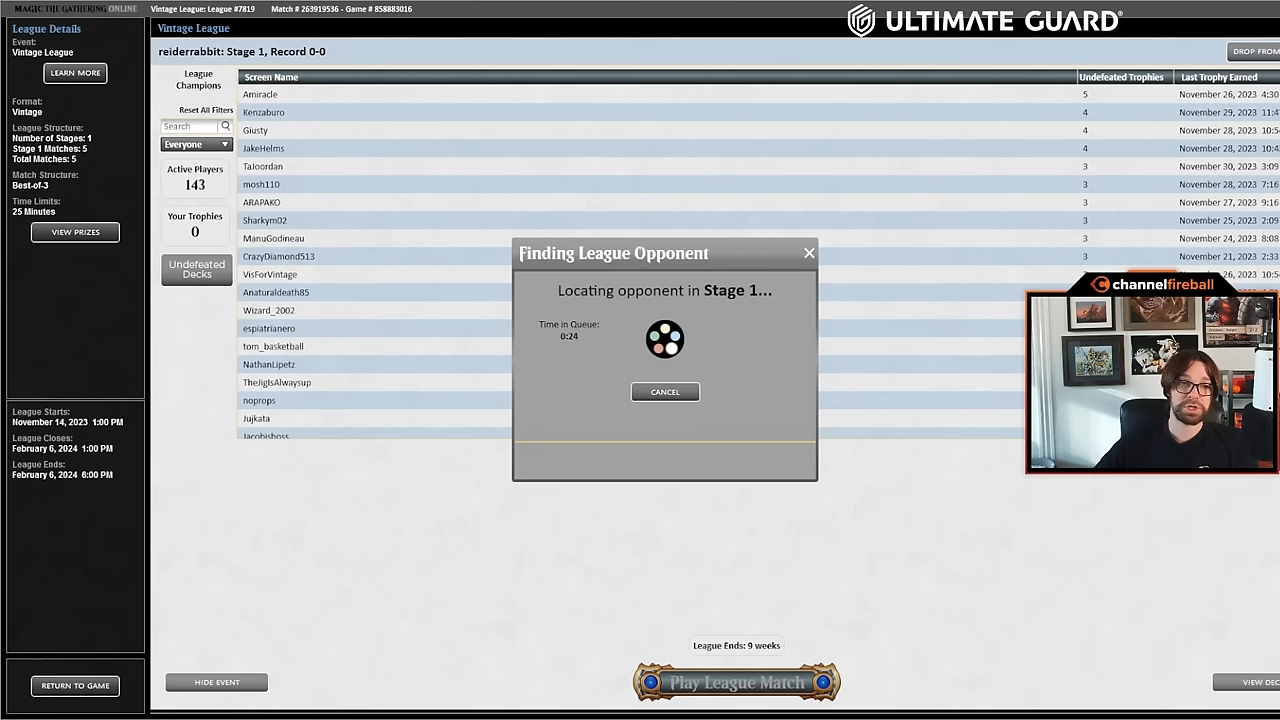 MAGIC THE GATHERING ONLINE
Vintage League: League #7819
Match # 263919536 - Game # 858883016
ULTIMATE GUARD®
League Details
Event:
Vintage League
LEARN MORE
Format:
Vintage
League Structure:
Number of Stages: 1
Stage 1 Matches: 5
Total Matches: 5
Match Structure:
Best-of-3
Time Limits:
25 Minutes
VIEW PRIZES
League Starts:
November 14, 2023 1:00 PM
League Closes:
February 6, 2024 1:00 PM
League Ends:
February 6, 2024 6:00 PM
RETURN TO GAME
Vintage League
reiderrabbit: Stage 1, Record 0-0
DROP FROM
League
Champions
Reset All Filters
Search
Everyone
Active Players
143
Your Trophies
0
Undefeated
Decks
Screen Name Undefeated Trophies Last Trophy Earned
Amiracle 5 November 26, 2023 4:30
Kenzaburo 4 November 29, 2023
Giusty 4 November 28, 2023
JakeHelms 4 November 28, 2023
TaJoordan 3 November 30, 2023 3:09
mosh110 3 November 28, 2023 7:16
ARAPAKO 3 November 27, 2023 9:16
Sharkym02 3 November 25, 2023 2:09
ManuGodineau 3 November 24, 2023 8:08
CrazyDiamond513 3 November 21, 2023 2:33
VisForVintage
Anaturaldeath85
Wizard_2002
espiatrianero
tom_basketball
NathanLipetz
TheJigIsAlwaysup
noprops
Jujkata
Jacobishoss
Finding League Opponent
Locating opponent in Stage 1...
Time in Queue:
0:24
CANCEL
channelfireball
League Ends: 9 weeks
HIDE EVENT
Play League Match
VIEW DEC